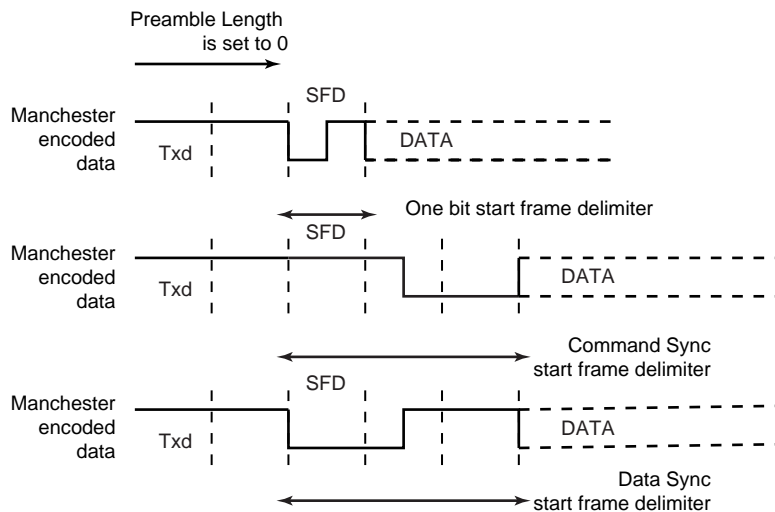 Preamble Length
is set to 0
SFD
Manchester
encoded
data
Txd
DATA
One bit start frame delimiter
SFD
Manchester
encoded
data
Txd
DATA
Command Sync
start frame delimiter
SFD
Manchester
encoded
data
Txd
DATA
Data Sync
start frame delimiter